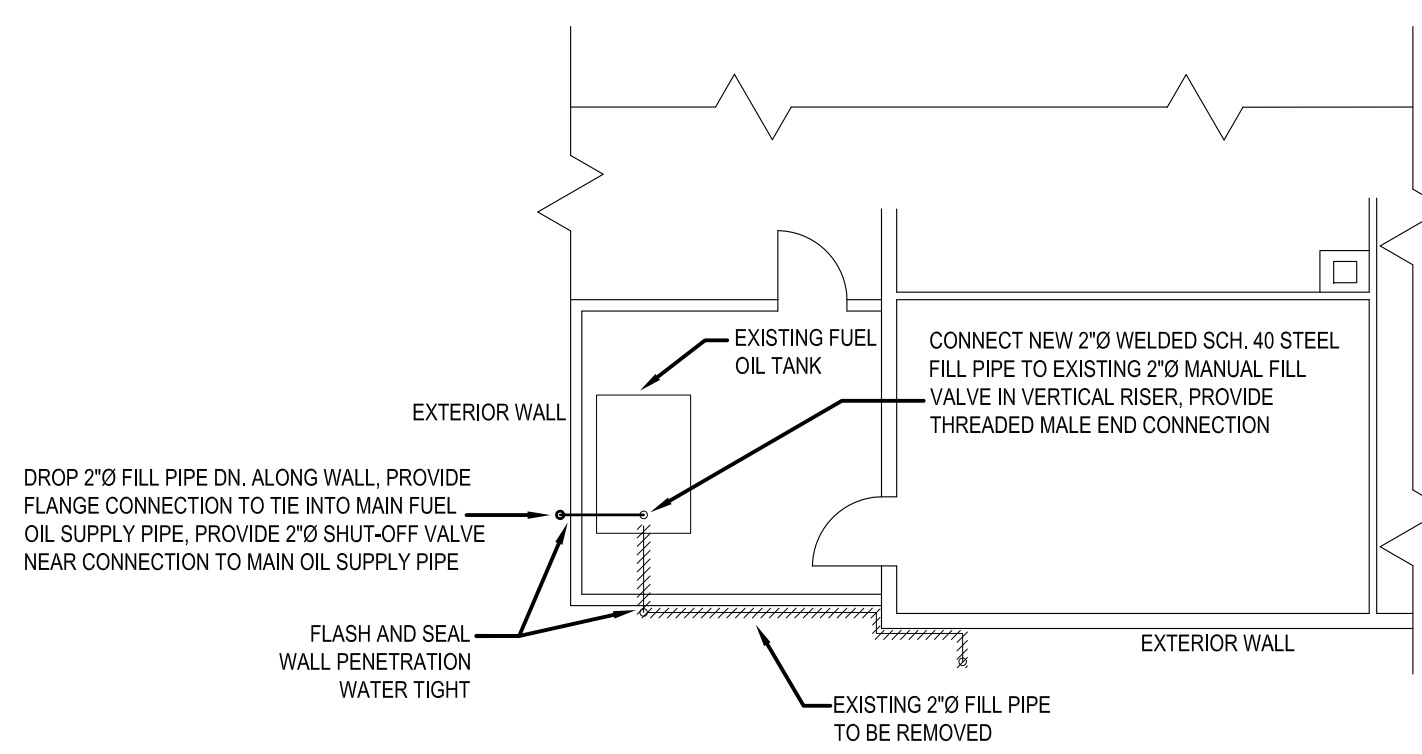 EXISTING FUEL
OIL TANK
CONNECT NEW 2"Ø WELDED SCH. 40 STEEL
FILL PIPE TO EXISTING 2"Ø MANUAL FILL
VALVE IN VERTICAL RISER, PROVIDE
THREADED MALE END CONNECTION
EXTERIOR WALL
DROP 2"Ø FILL PIPE DN. ALONG WALL, PROVIDE
FLANGE CONNECTION TO TIE INTO MAIN FUEL
OIL SUPPLY PIPE, PROVIDE 2"Ø SHUT-OFF VALVE
NEAR CONNECTION TO MAIN OIL SUPPLY PIPE
FLASH AND SEAL
WALL PENETRATION
WATER TIGHT
EXTERIOR WALL
EXISTING 2"Ø FILL PIPE
TO BE REMOVED